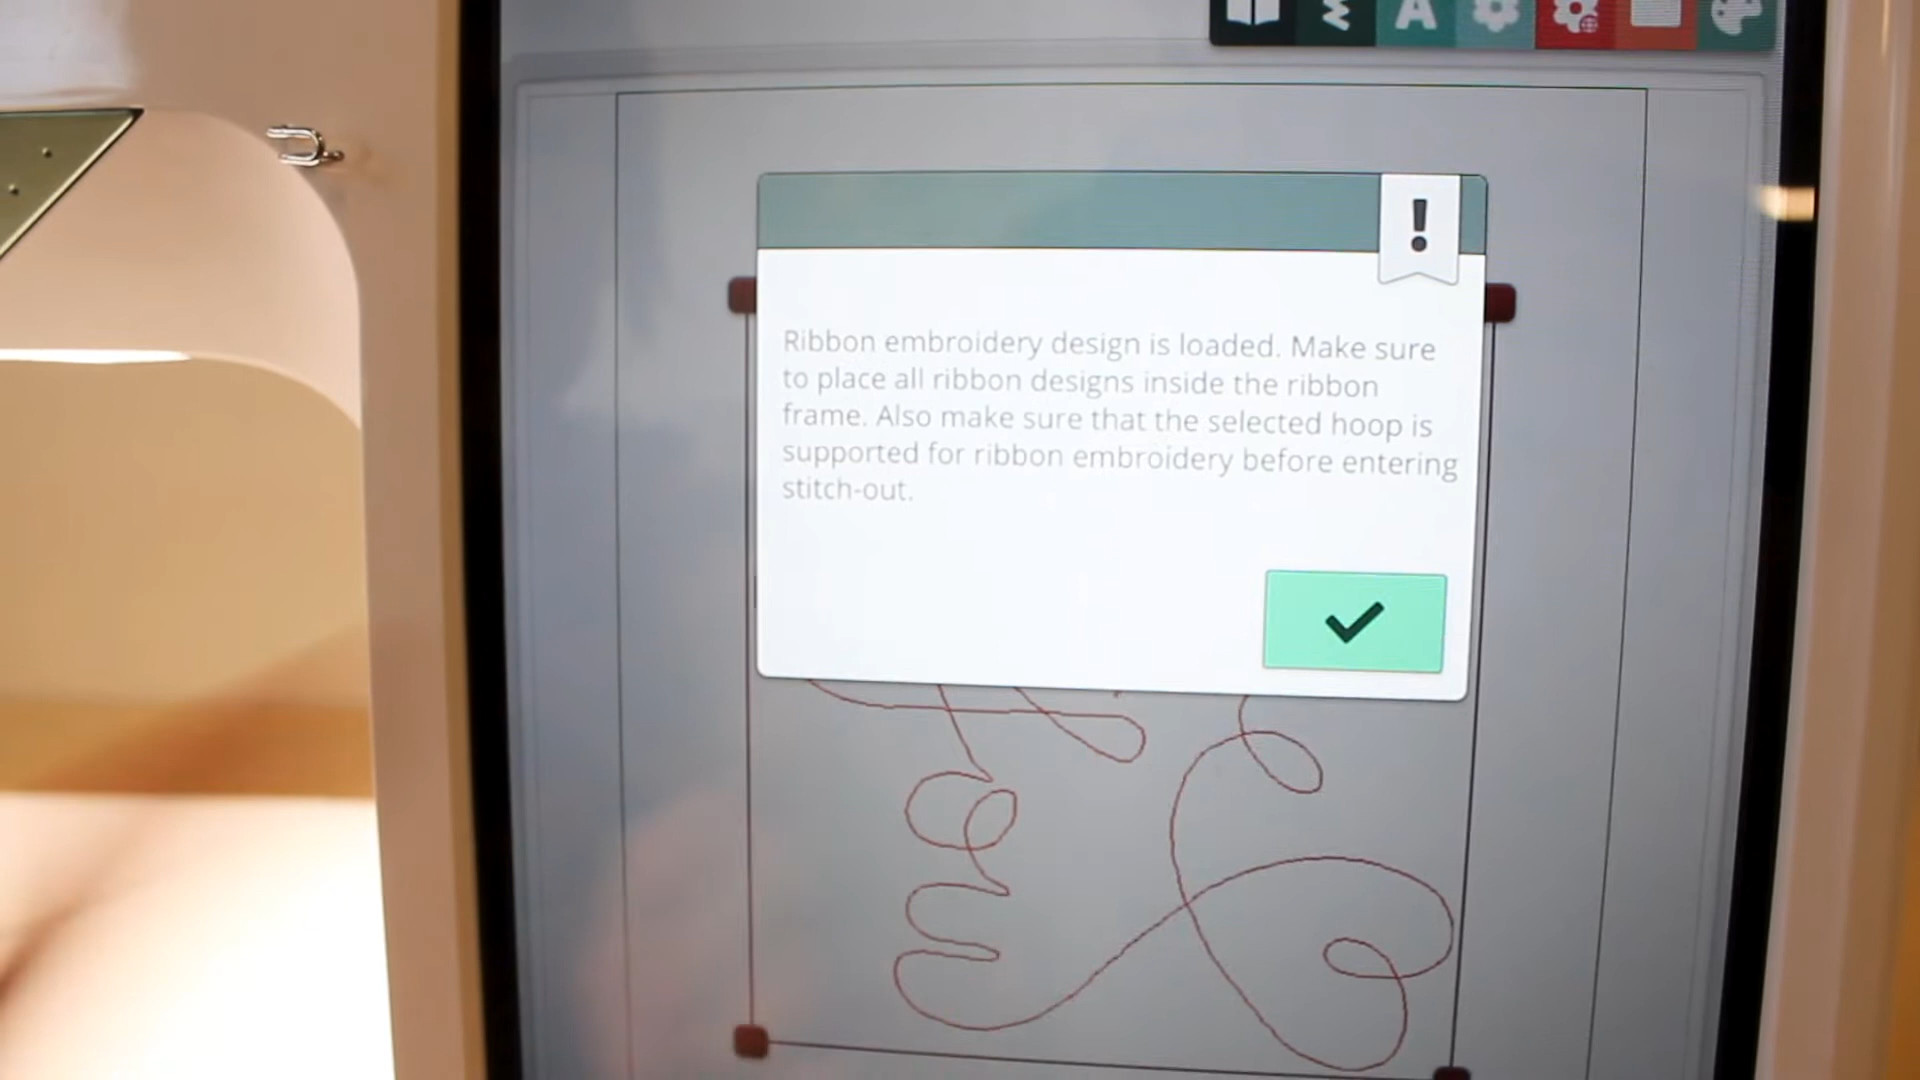 A
!
Ribbon embroidery design is loaded. Make sure
to place all ribbon designs inside the ribbon
frame. Also make sure that the selected hoop is
supported for ribbon embroidery before entering
stitch-out.